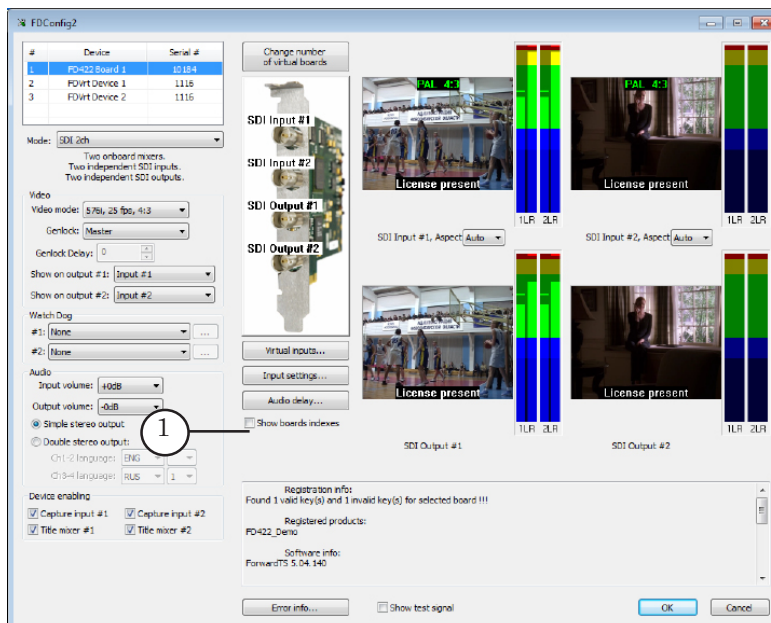 FDConfig2
# Device Serial #
1 FD422 Board 1 10184
2 FDVrt Device 1 1116
3 FDVrt Device 2 1116
Mode: SDI 2ch
Two onboard mixers.
Two independent SDI inputs.
Two independent SDI outputs.
Video
Video mode: 576i, 25 fps, 4:3
Genlock: Master
Genlock Delay: 0
Show on output #1: Input #1
Show on output #2: Input #2
Watch Dog
#1: None ...
#2: None ...
Audio
Input volume: +0dB
Output volume: -0dB
Simple stereo output
Double stereo output:
Ch1-2 language: ENG
Ch3-4 language: RUS 1
Device enabling
Capture input #1 Capture input #2
Title mixer #1 Title mixer #2
Change number
of virtual boards
SDI Input #1
SDI Input #2
SDI Output #1
SDI Output #2
Virtual inputs...
Input settings...
Audio delay...
1
Show boards indexes
PAL 4:3
License present
1LR 2LR
SDI Input #1, Aspect Auto
PAL 4:3
License present
1LR 2LR
SDI Input #2, Aspect Auto
License present
1LR 2LR
SDI Output #1
License present
1LR 2LR
SDI Output #2
Registration info:
Found 1 valid key(s) and 1 invalid key(s) for selected board !!!
Registered products:
FD422_Demo
Software info:
ForwardTS 5.04.140
Error info...
Show test signal
OK
Cancel